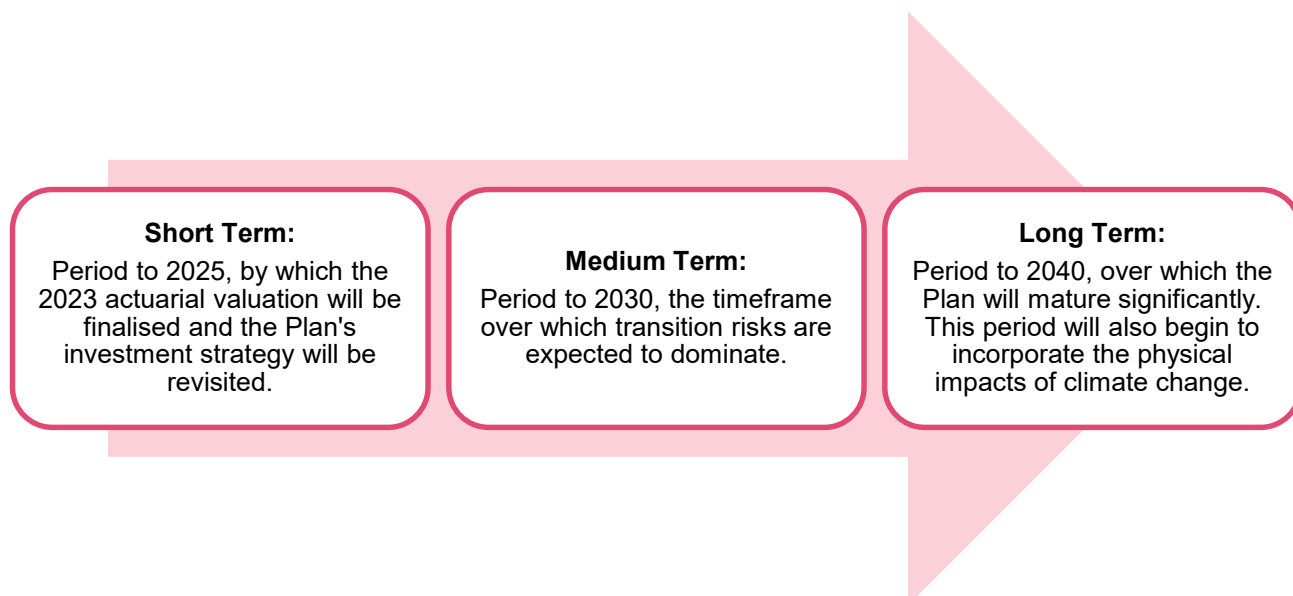 Short Term:
Period to 2025, by which the
2023 actuarial valuation will be
finalised and the Plan's
investment strategy will be
revisited.
Medium Term:
Period to 2030, the timeframe
over which transition risks are
expected to dominate.
Long Term:
Period to 2040, over which the
Plan will mature significantly.
This period will also begin to
incorporate the physical
impacts of climate change.